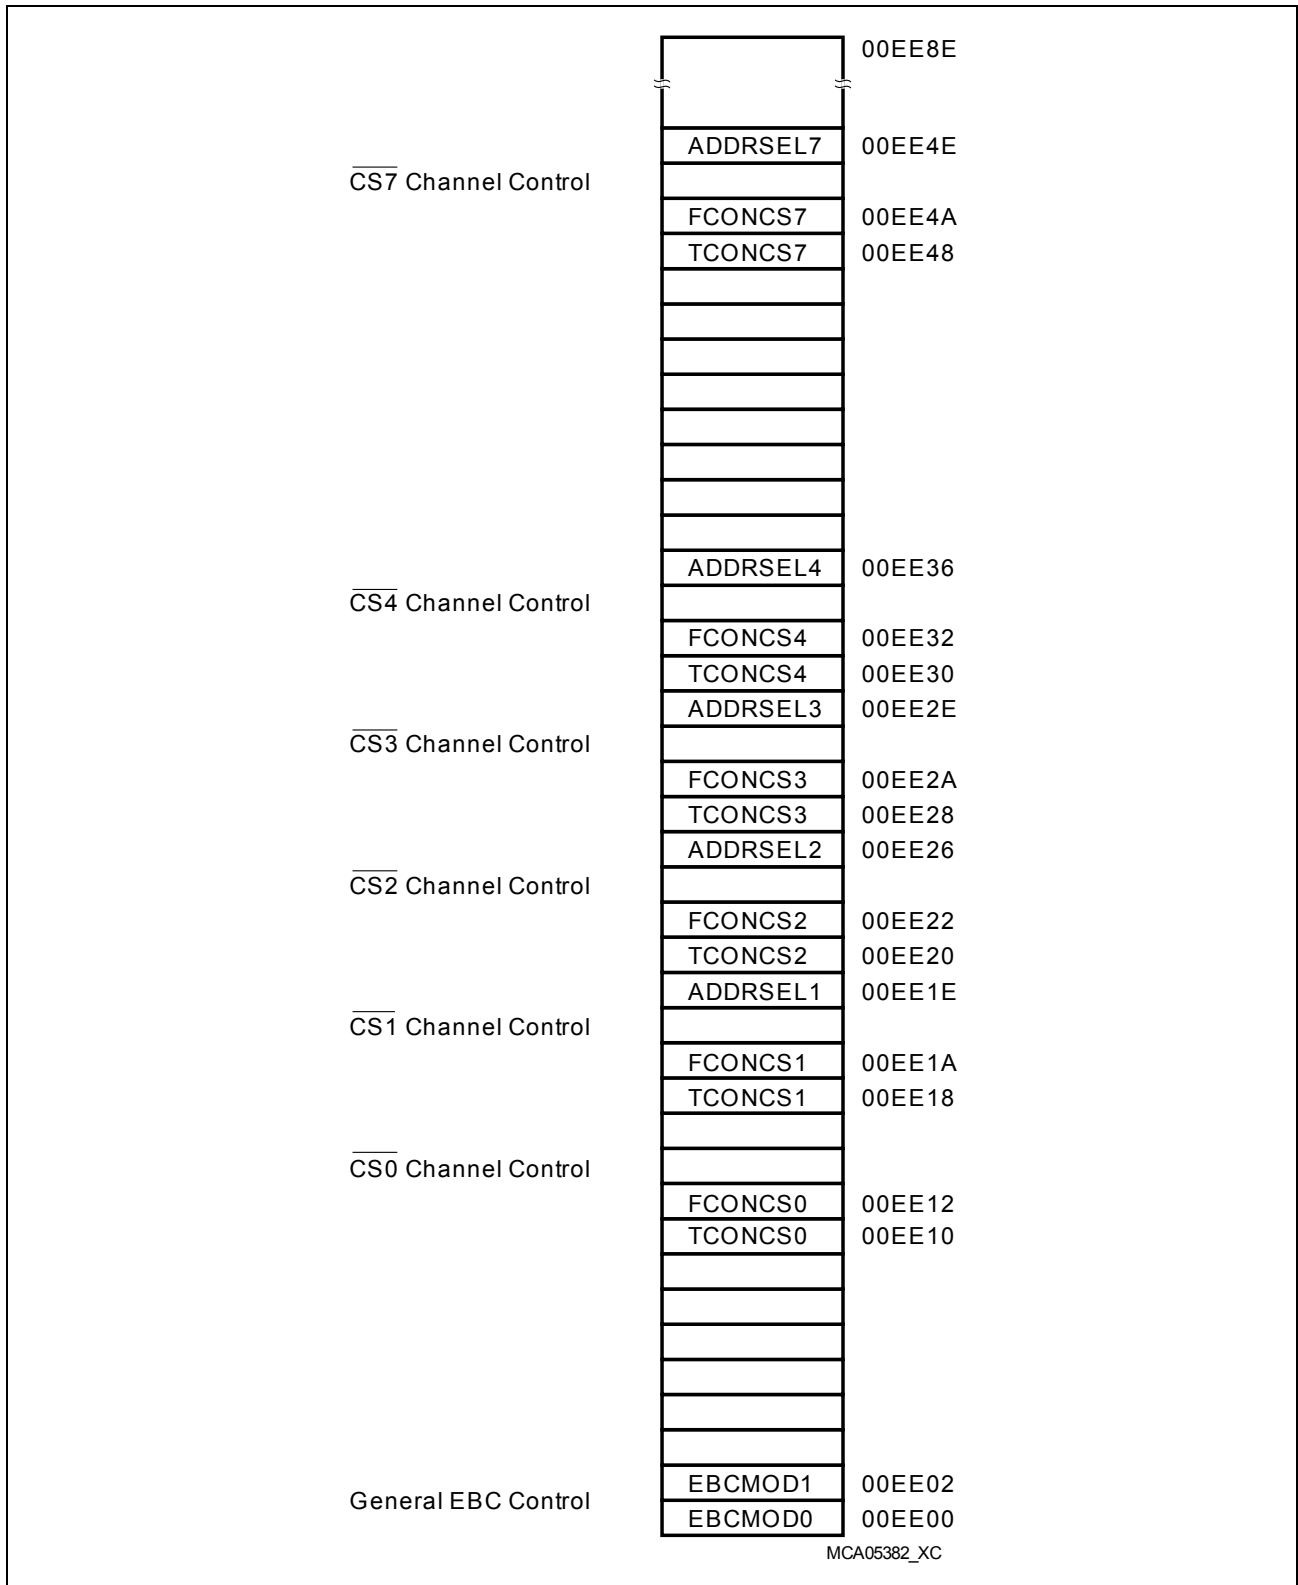 00EE8E
ADDRSEL7 00EE4E
CS7 Channel Control
FCONCS7 00EE4A
TCONCS7 00EE48
ADDRSEL4 00EE36
CS4 Channel Control
FCONCS4 00EE32
TCONCS4 00EE30
ADDRSEL3 00EE2E
CS3 Channel Control
FCONCS3 00EE2A
TCONCS3 00EE28
ADDRSEL2 00EE26
CS2 Channel Control
FCONCS2 00EE22
TCONCS2 00EE20
ADDRSEL1 00EE1E
CS1 Channel Control
FCONCS1 00EE1A
TCONCS1 00EE18
CS0 Channel Control
FCONCS0 00EE12
TCONCS0 00EE10
EBCMOD1 00EE02
General EBC Control
EBCMOD0 00EE00
MCA05382_XC